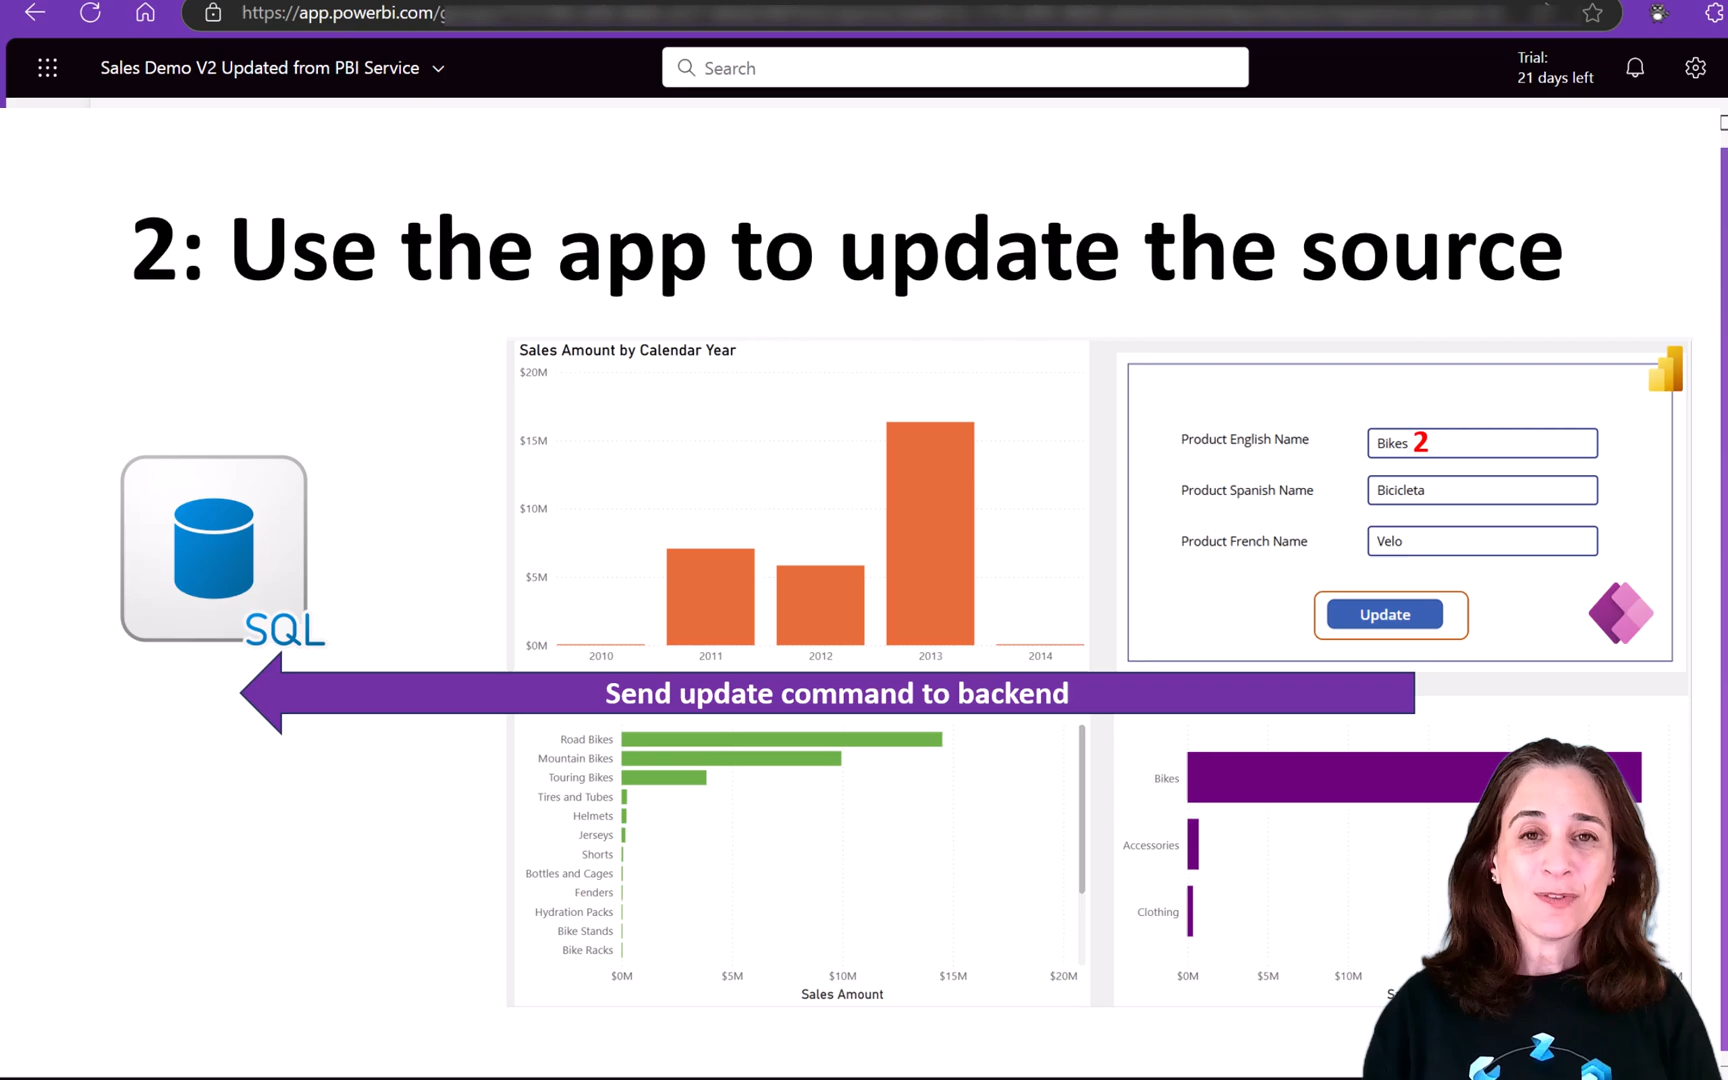 https://app.powerbi.com/
Sales Demo V2 Updated from PBI Service
Search
Trial:
21 days left
2: Use the app to update the source
Sales Amount by Calendar Year
$20M
$15M
$10M
$5M
$0M
2010
2011
2012
2013
2014
Product English Name
Bikes 2
Product Spanish Name
Bicicleta
Product French Name
Velo
Update
SQL
Send update command to backend
Road Bikes
Mountain Bikes
Touring Bikes
Tires and Tubes
Helmets
Jerseys
Shorts
Bottles and Cages
Fenders
Hydration Packs
Bike Stands
Bike Racks
$0M
$5M
$10M
$15M
$20M
Sales Amount
Bikes
Accessories
Clothing
$0M
$5M
$10M